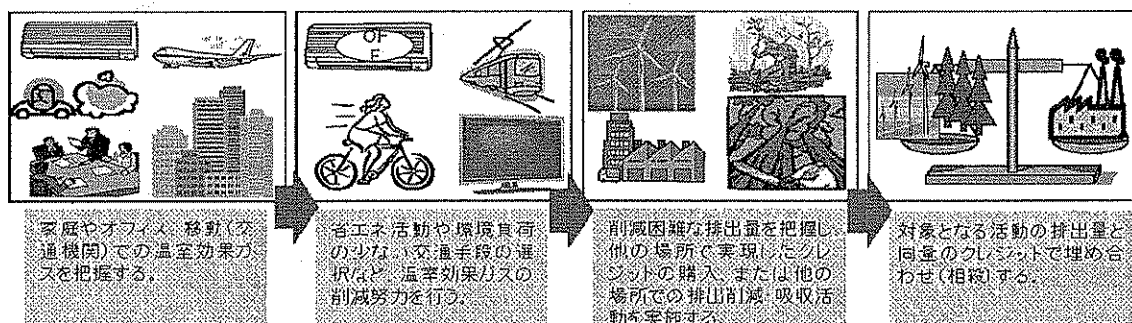 OF
F
家庭やオフィス、移動(交
通機関)での温室効果ガ
スを把握する。
省エネ活動や環境負荷
の少ない交通手段の選
択など、温室効果ガスの
削減努力を行う。
削減困難な排出量を把握し、
他の場所で実現したクレ
ジットの購入、または他の
場所での排出削減・吸収活
動を実施する。
対象となる活動の排出量と
同量のクレジットで埋め合
わせ(相殺)する。